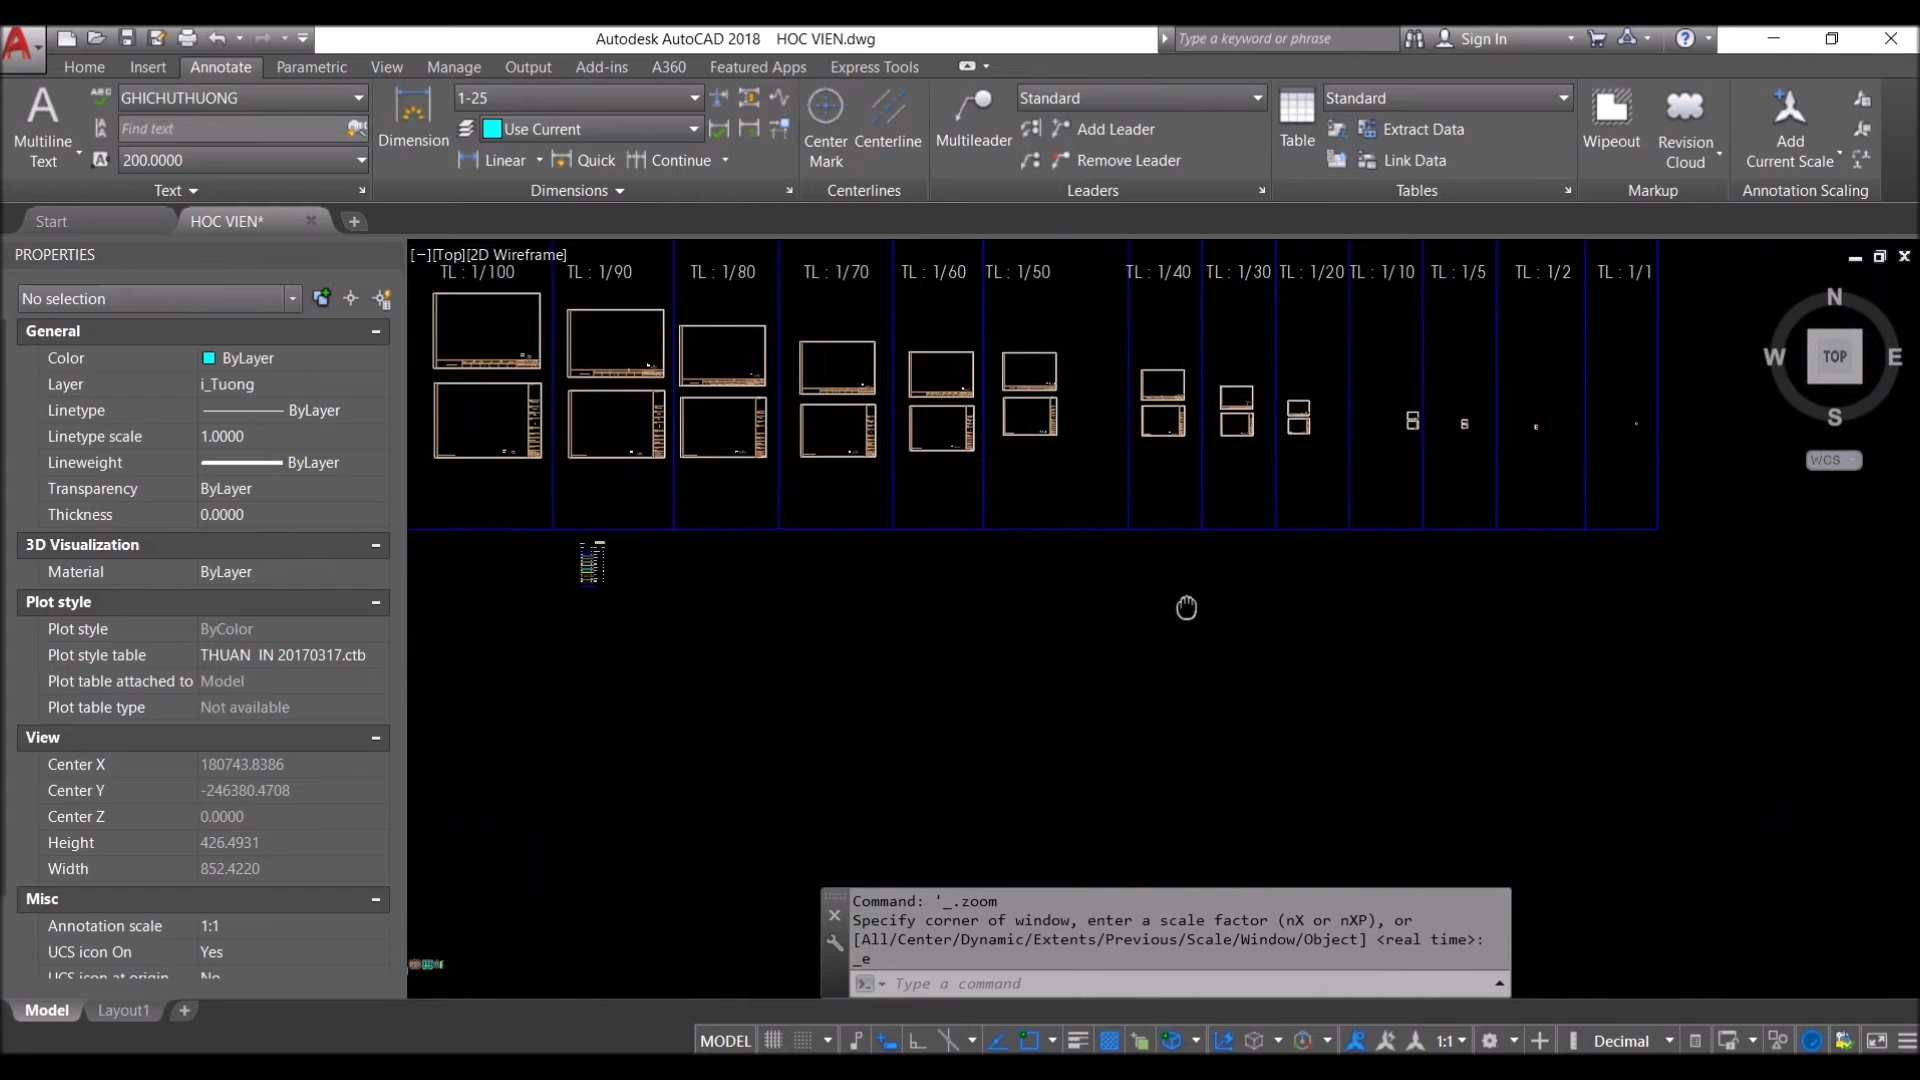 Autodesk AutoCAD 2018 HOC VIEN.dwg
Type a keyword or phrase
Sign In
Home Insert Annotate Parametric View Manage Output Add-ins A360 Featured Apps Express Tools
Multiline Text
GHICHUTHUONG
Find text
200.0000
Text
Dimension
1-25
Use Current
Linear Quick Continue
Dimensions
Center Mark
Centerline
Centerlines
Multileader
Standard
Add Leader
Remove Leader
Leaders
Table
Standard
Extract Data
Link Data
Tables
Wipeout
Revision Cloud
Markup
Add Current Scale
Annotation Scaling
Start
HOC VIEN*
PROPERTIES
No selection
General
Color ByLayer
Layer i_Tuong
Linetype ByLayer
Linetype scale 1.0000
Lineweight ByLayer
Transparency ByLayer
Thickness 0.0000
3D Visualization
Material ByLayer
Plot style
Plot style ByColor
Plot style table THUAN IN 20170317.ctb
Plot table attached to Model
Plot table type Not available
View
Center X 180743.8386
Center Y -246380.4708
Center Z 0.0000
Height 426.4931
Width 852.4220
Misc
Annotation scale 1:1
UCS icon On Yes
UCS icon at origin No
[−][Top][2D Wireframe]
TL : 1/100 TL : 1/90 TL : 1/80 TL : 1/70 TL : 1/60 TL : 1/50 TL : 1/40 TL : 1/30 TL : 1/20 TL : 1/10 TL : 1/5 TL : 1/2 TL : 1/1
N
W TOP E
S
WCS
Command: '_.zoom
Specify corner of window, enter a scale factor (nX or nXP), or
[All/Center/Dynamic/Extents/Previous/Scale/Window/Object] <real time>:
_e
Type a command
Model Layout1
MODEL
1:1
Decimal